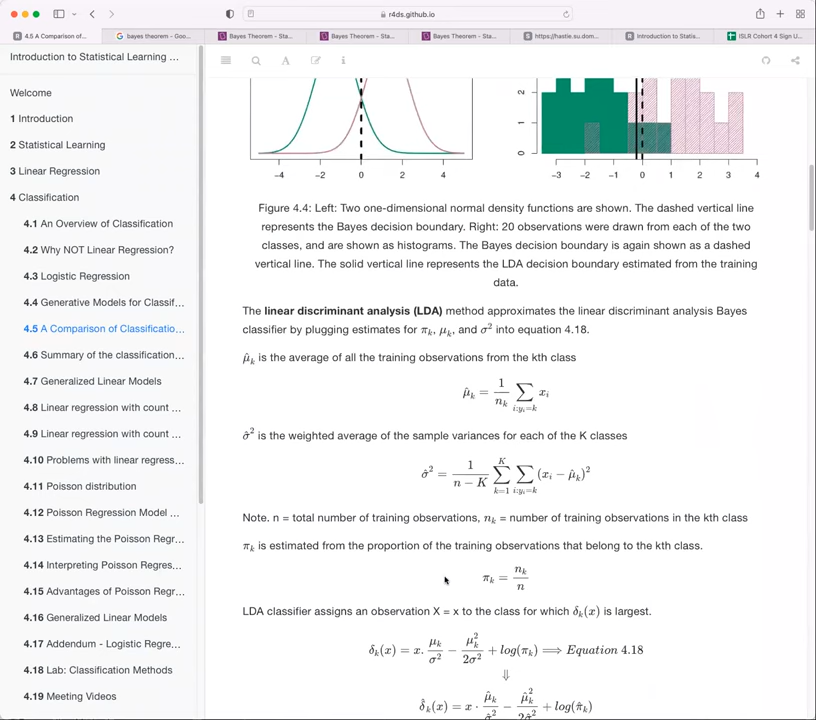 r4ds.github.io
4.5 A Comparison of...
bayes theorem - Goo...
Bayes Theorem - Sta...
Bayes Theorem - Sta...
Bayes Theorem - Sta...
https://hastie.su.dom...
Introduction to Statis...
ISLR Cohort 4 Sign U...
Introduction to Statistical Learning ...
Welcome
1 Introduction
2 Statistical Learning
3 Linear Regression
4 Classification
4.1 An Overview of Classification
4.2 Why NOT Linear Regression?
4.3 Logistic Regression
4.4 Generative Models for Classif...
4.5 A Comparison of Classificatio...
4.6 Summary of the classification...
4.7 Generalized Linear Models
4.8 Linear regression with count ...
4.9 Linear regression with count ...
4.10 Problems with linear regress...
4.11 Poisson distribution
4.12 Poisson Regression Model ...
4.13 Estimating the Poisson Regr...
4.14 Interpreting Poisson Regres...
4.15 Advantages of Poisson Regr...
4.16 Generalized Linear Models
4.17 Addendum - Logistic Regre...
4.18 Lab: Classification Methods
4.19 Meeting Videos
−4 −2 0 2 4
0 1 2
−3 −2 −1 0 1 2 3 4
Figure 4.4: Left: Two one-dimensional normal density functions are shown. The dashed vertical line
represents the Bayes decision boundary. Right: 20 observations were drawn from each of the two
classes, and are shown as histograms. The Bayes decision boundary is again shown as a dashed
vertical line. The solid vertical line represents the LDA decision boundary estimated from the training
data.
The linear discriminant analysis (LDA) method approximates the linear discriminant analysis Bayes
classifier by plugging estimates for π_k, μ_k, and σ² into equation 4.18.
μ̂_k is the average of all the training observations from the kth class
μ̂_k = 1/n_k ∑_{i:y_i=k} x_i
σ̂² is the weighted average of the sample variances for each of the K classes
σ̂² = 1/(n − K) ∑_{k=1}^{K} ∑_{i:y_i=k} (x_i − μ̂_k)²
Note. n = total number of training observations, n_k = number of training observations in the kth class
π_k is estimated from the proportion of the training observations that belong to the kth class.
π_k = n_k/n
LDA classifier assigns an observation X = x to the class for which δ_k(x) is largest.
δ_k(x) = x. μ_k/σ² − μ_k²/2σ² + log(π_k) ⟹ Equation 4.18
⇓
δ̂_k(x) = x · μ̂_k/σ̂² − μ̂_k²/2σ̂² + log(π̂_k)